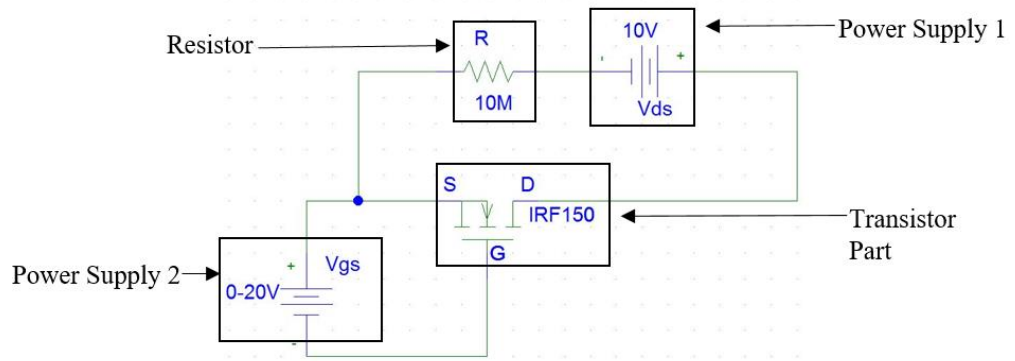 Resistor
R
10M
10V
- +
Vds
Power Supply 1
S D
IRF150
G
Transistor
Part
Power Supply 2
+ Vgs
0-20V
-